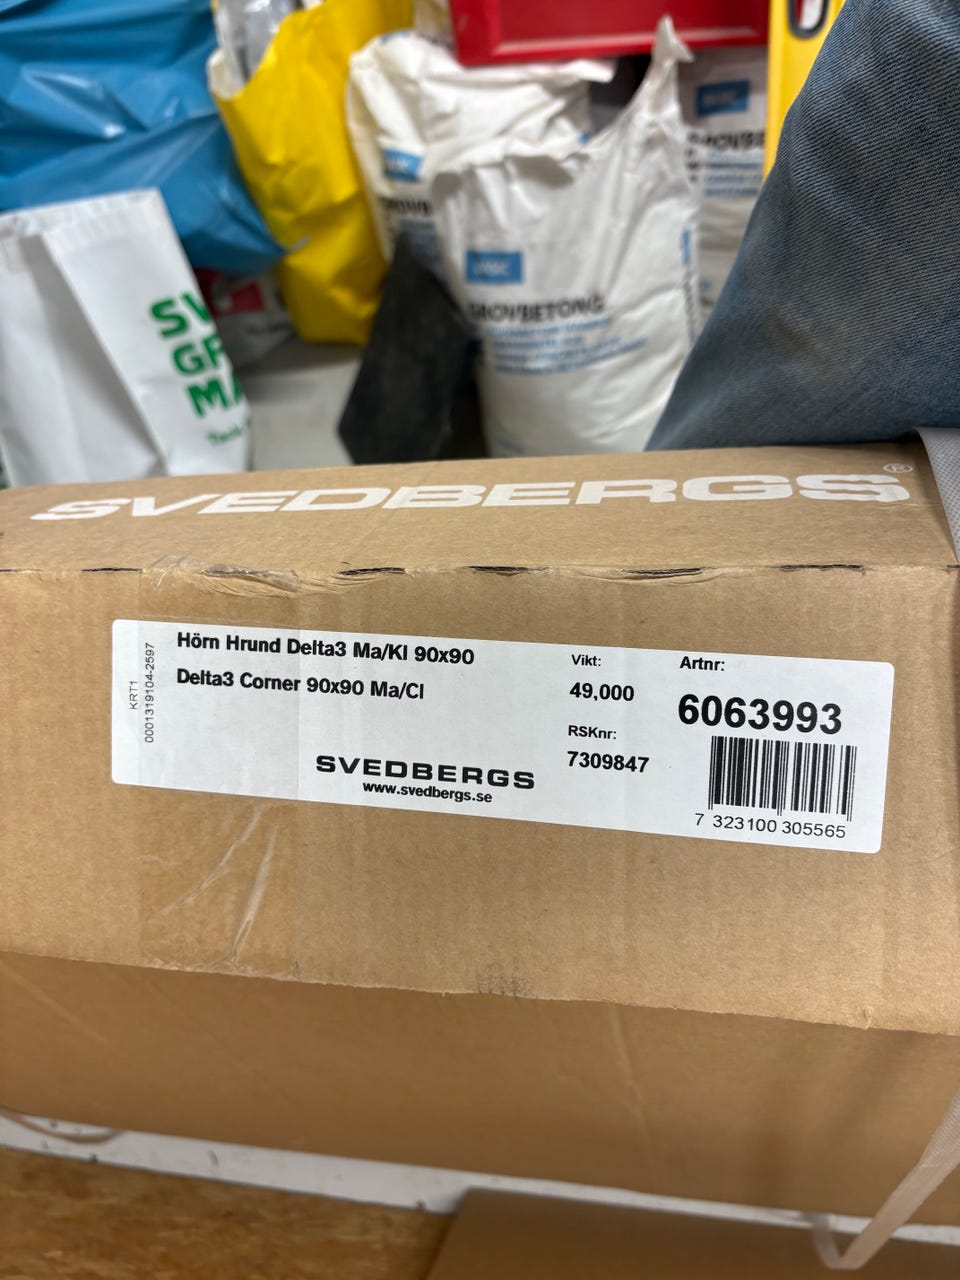 GROVBETONG
SVEDBERGS®
KRT1
0001319104-2597
Hörn Hrund Delta3 Ma/Kl 90x90
Delta3 Corner 90x90 Ma/Cl
Vikt:
49,000
RSKnr:
7309847
Artnr:
6063993
7 323100 305565
SVEDBERGS
www.svedbergs.se